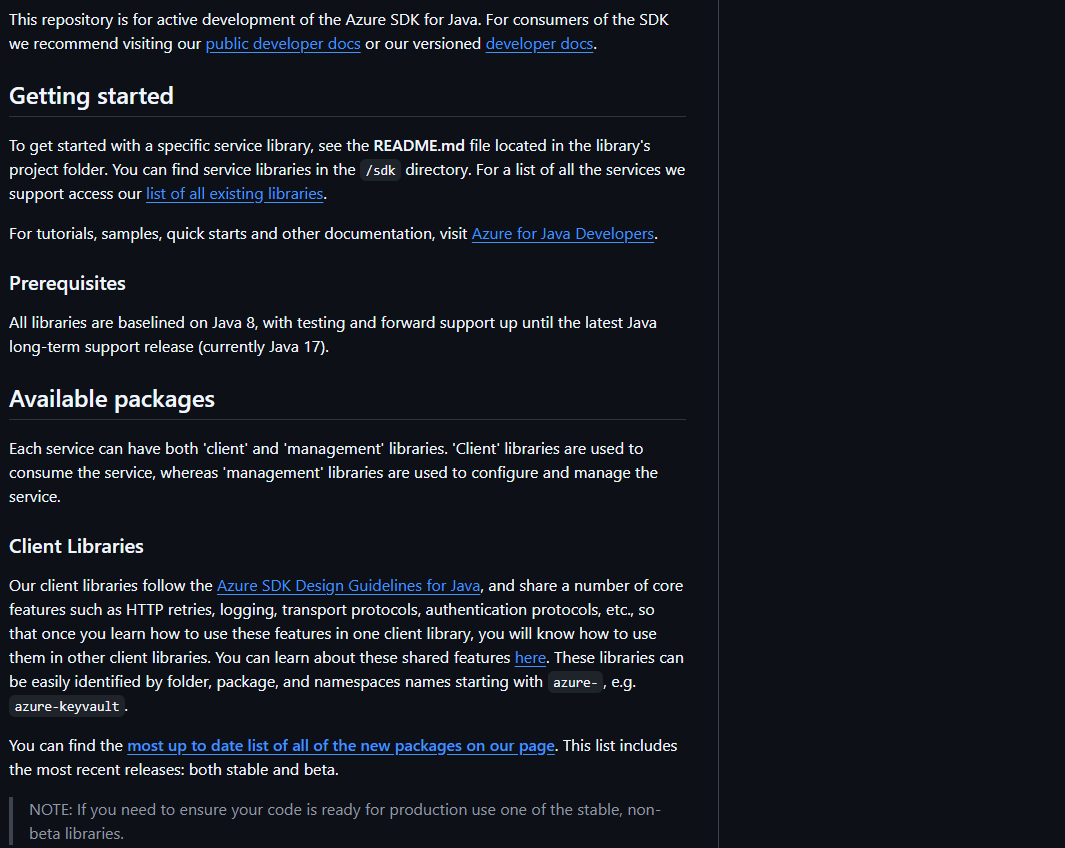 This repository is for active development of the Azure SDK for Java. For consumers of the SDK
we recommend visiting our public developer docs or our versioned developer docs.
Getting started
To get started with a specific service library, see the README.md file located in the library's
project folder. You can find service libraries in the /sdk directory. For a list of all the services we
support access our list of all existing libraries.
For tutorials, samples, quick starts and other documentation, visit Azure for Java Developers.
Prerequisites
All libraries are baselined on Java 8, with testing and forward support up until the latest Java
long-term support release (currently Java 17).
Available packages
Each service can have both 'client' and 'management' libraries. 'Client' libraries are used to
consume the service, whereas 'management' libraries are used to configure and manage the
service.
Client Libraries
Our client libraries follow the Azure SDK Design Guidelines for Java, and share a number of core
features such as HTTP retries, logging, transport protocols, authentication protocols, etc., so
that once you learn how to use these features in one client library, you will know how to use
them in other client libraries. You can learn about these shared features here. These libraries can
be easily identified by folder, package, and namespaces names starting with azure-, e.g.
azure-keyvault.
You can find the most up to date list of all of the new packages on our page. This list includes
the most recent releases: both stable and beta.
NOTE: If you need to ensure your code is ready for production use one of the stable, non-
beta libraries.